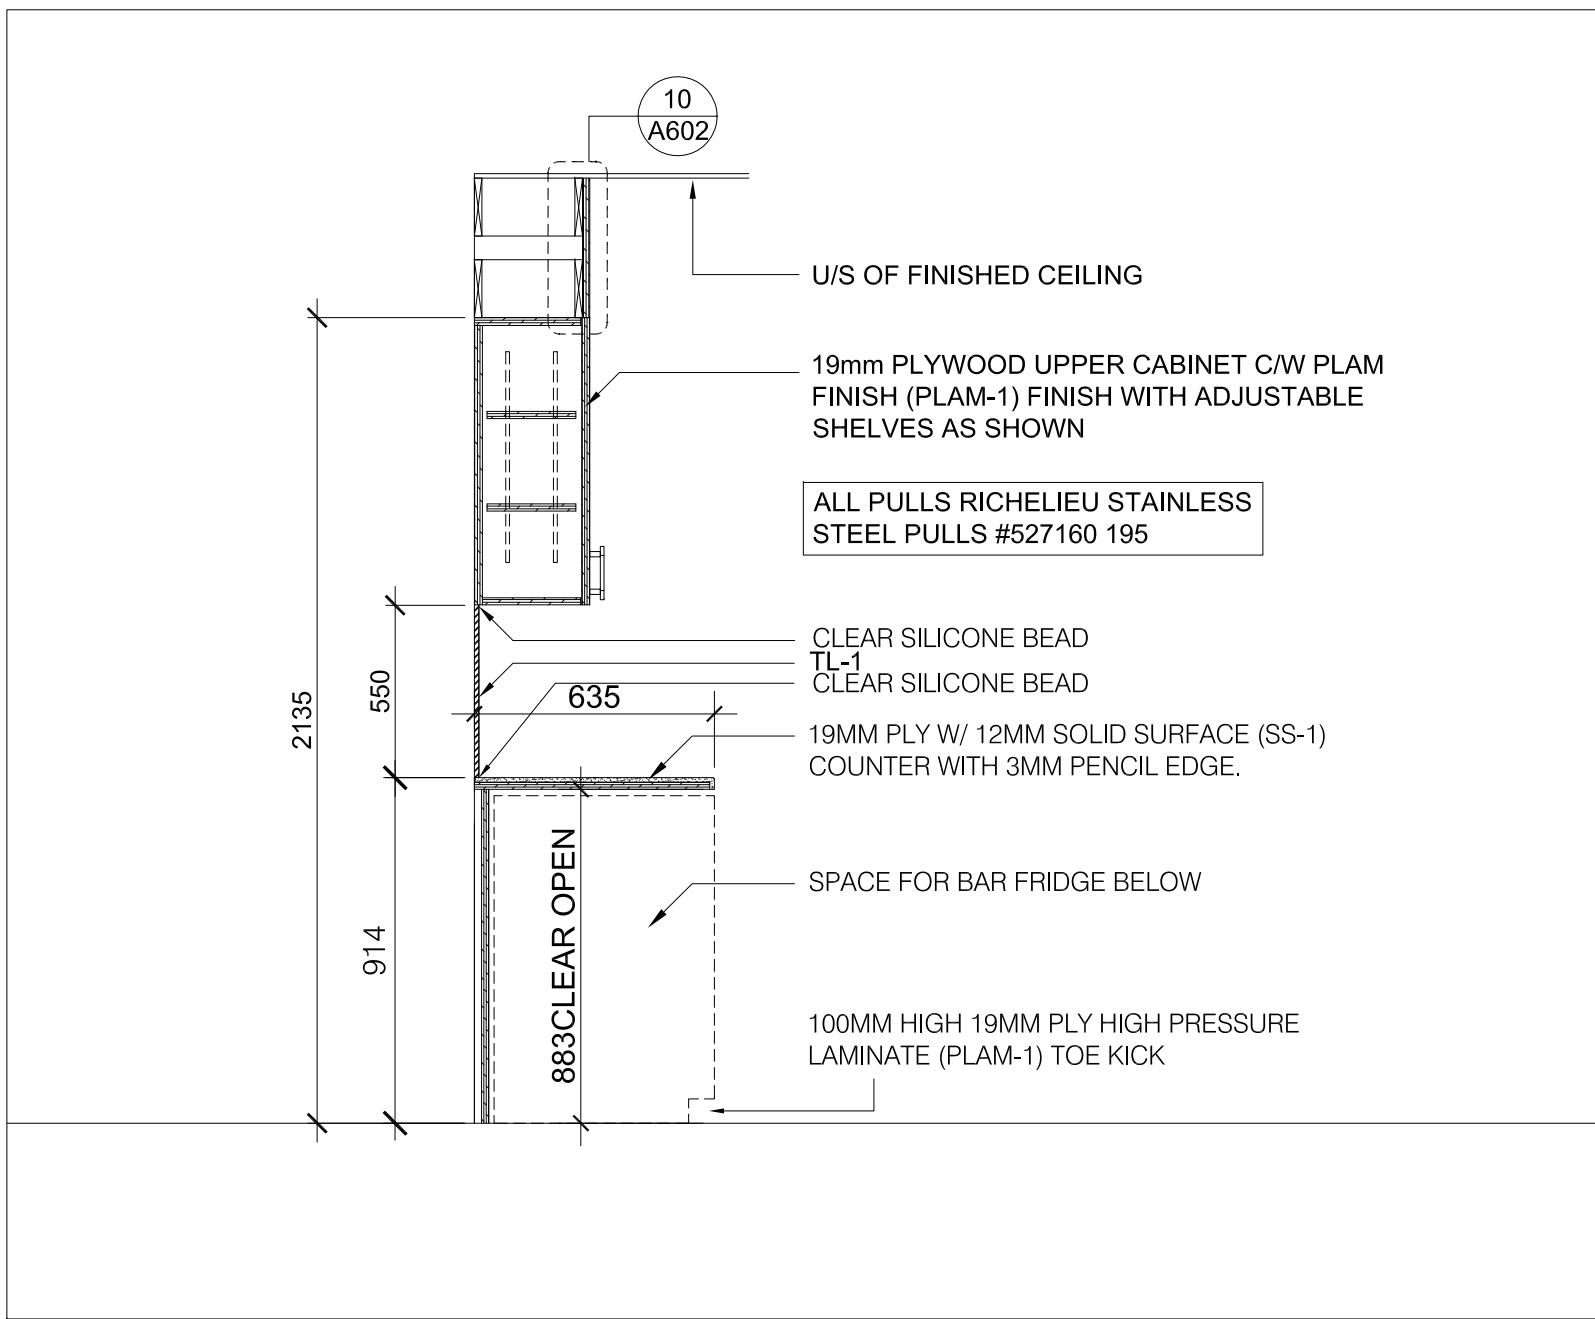 10
A602
U/S OF FINISHED CEILING
19mm PLYWOOD UPPER CABINET C/W PLAM
FINISH (PLAM-1) FINISH WITH ADJUSTABLE
SHELVES AS SHOWN
ALL PULLS RICHELIEU STAINLESS
STEEL PULLS #527160 195
CLEAR SILICONE BEAD
TL-1
CLEAR SILICONE BEAD
2135
550
635
19MM PLY W/ 12MM SOLID SURFACE (SS-1)
COUNTER WITH 3MM PENCIL EDGE.
914
883CLEAR OPEN
SPACE FOR BAR FRIDGE BELOW
100MM HIGH 19MM PLY HIGH PRESSURE
LAMINATE (PLAM-1) TOE KICK